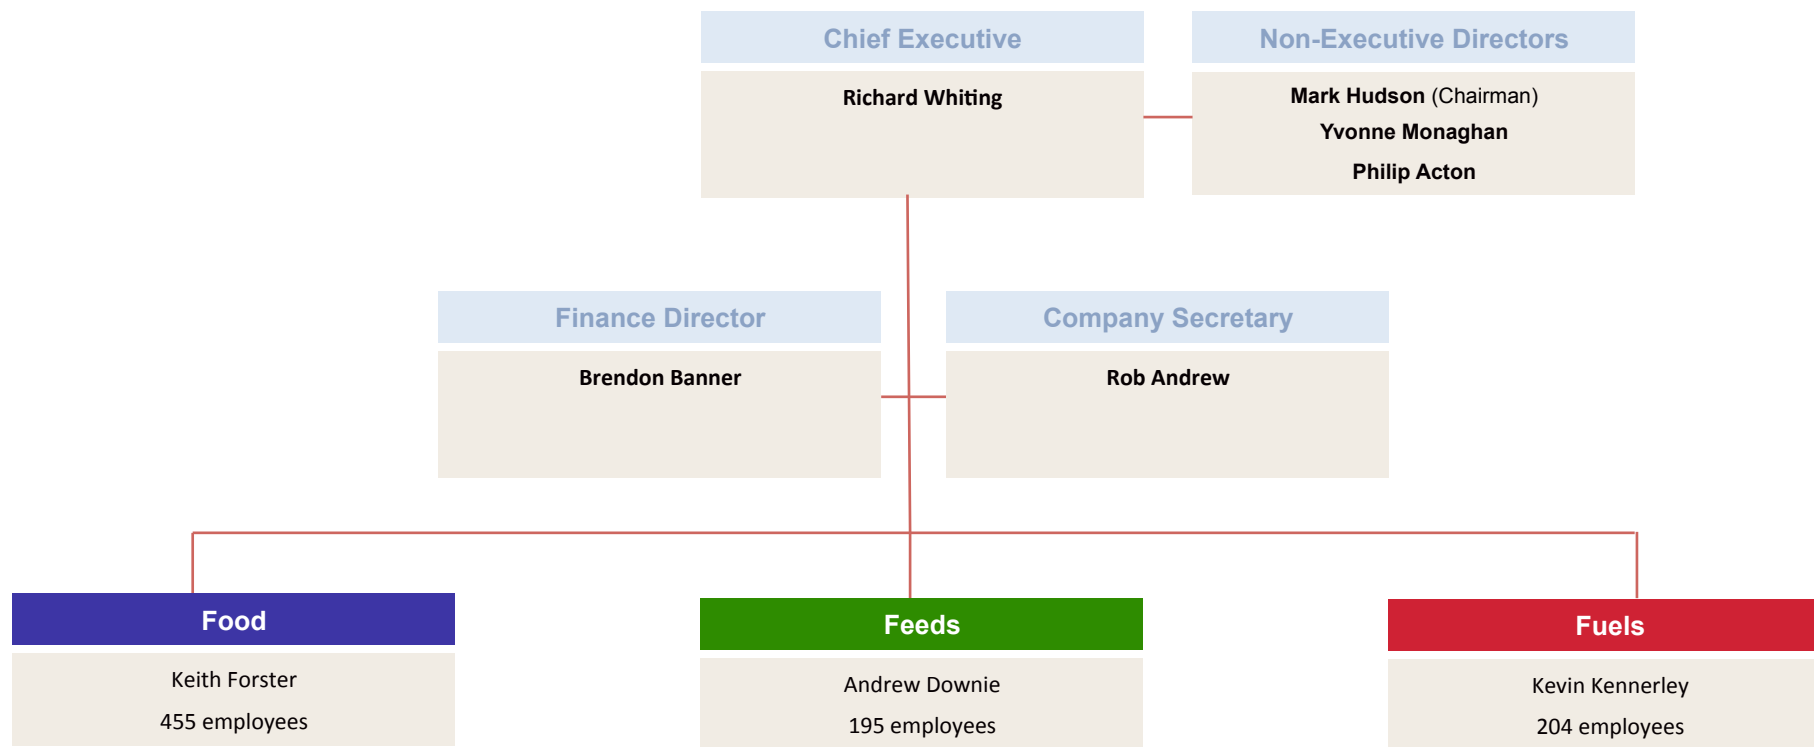 Chief Executive
Richard Whiting
Non-Executive Directors
Mark Hudson (Chairman)
Yvonne Monaghan
Philip Acton
Finance Director
Brendon Banner
Company Secretary
Rob Andrew
Food
Keith Forster
455 employees
Feeds
Andrew Downie
195 employees
Fuels
Kevin Kennerley
204 employees